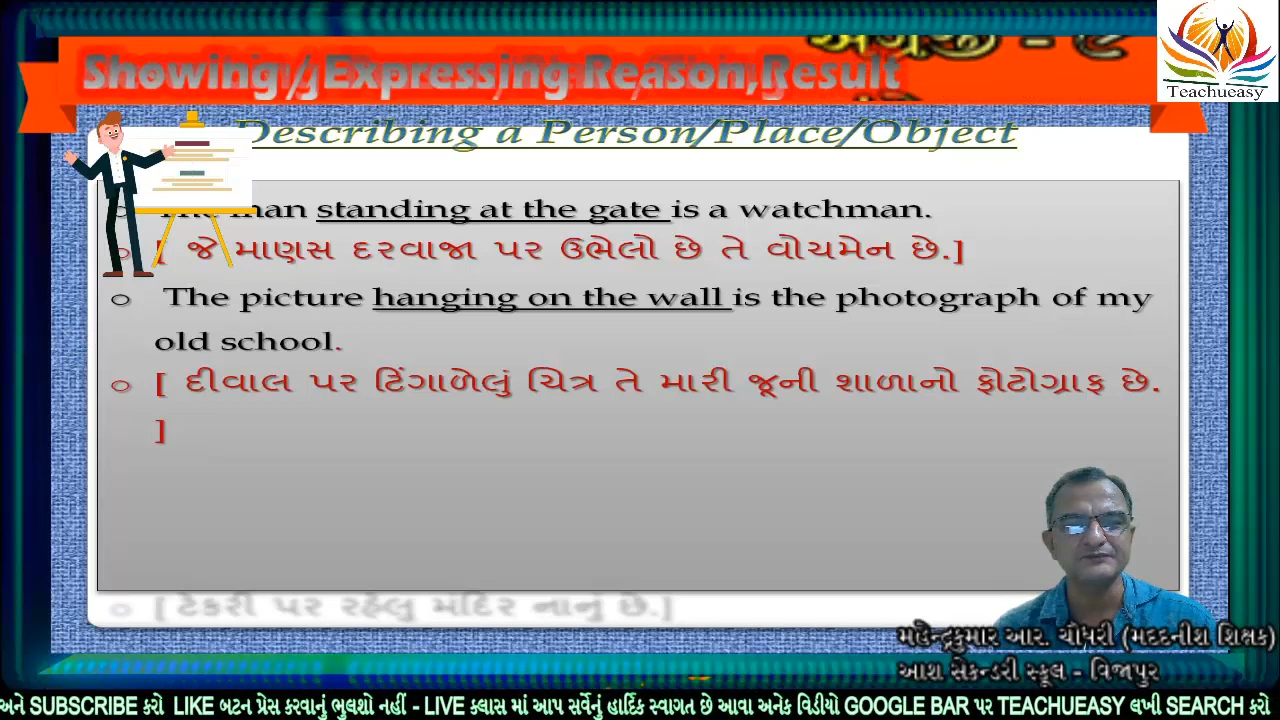 અંગ્રેજી - ૯
Showing / Expressing Reason,Result
Teachueasy
Describing a Person/Place/Object
man standing at the gate is a watchman.
[ જે માણસ દરવાજા પર ઉભેલો છે તે વોચમેન છે.]
The picture hanging on the wall is the photograph of my
old school.
[ દીવાલ પર ટિંગાળેલું ચિત્ર તે મારી જૂની શાળાનો ફોટોગ્રાફ છે.
]
[ ટેકરી પર રહેલુ મંદિર નાનુ છે.]
મહેન્દ્રકુમાર આર. ચૌધરી (મદદનીશ શિક્ષક)
આશ સેકન્ડરી સ્કૂલ - વિજાપુર
અને SUBSCRIBE કરો LIKE બટન પ્રેસ કરવાનું ભુલશો નહીં - LIVE ક્લાસ માં આપ સર્વેનું હાર્દિક સ્વાગત છે આવા અનેક વિડીયો GOOGLE BAR પર TEACHUEASY લખી SEARCH કરો